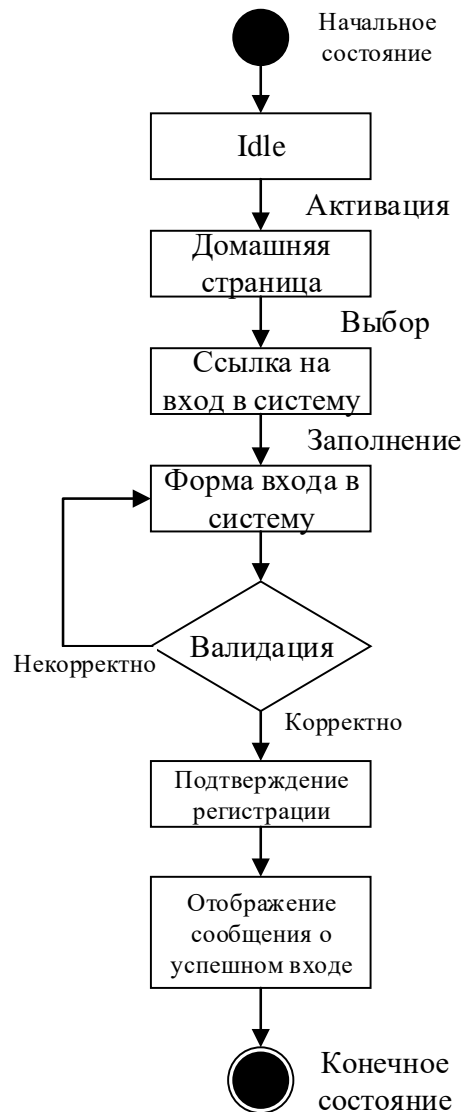 Начальное
состояние
Idle
Активация
Домашняя
страница
Выбор
Ссылка на
вход в систему
Заполнение
Форма входа в
систему
Валидация
Некорректно
Корректно
Подтверждение
регистрации
Отображение
сообщения о
успешном входе
Конечное
состояние